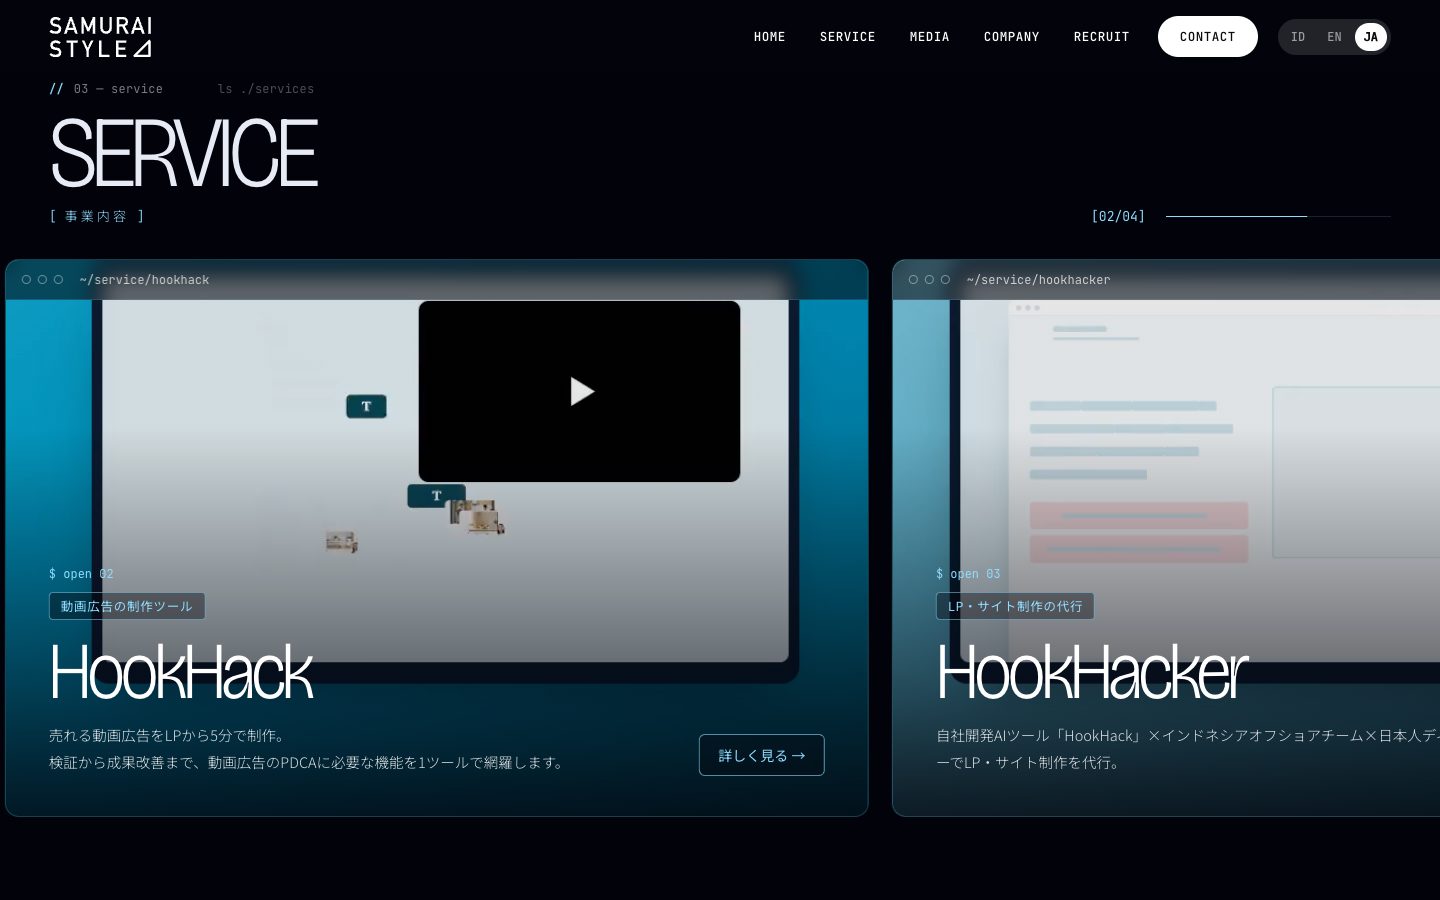 SAMURAI
STYLE
HOME
SERVICE
MEDIA
COMPANY
RECRUIT
CONTACT
ID
EN
JA
// 03 — service
ls ./services
SERVICE
[ 事業内容 ]
[02/04]
~/service/hookhack
T
T
$ open 02
動画広告の制作ツール
HookHack
売れる動画広告をLPから5分で制作。
検証から成果改善まで、動画広告のPDCAに必要な機能を1ツールで網羅します。
詳しく見る →
~/service/hookhacker
$ open 03
LP・サイト制作の代行
HookHacker
自社開発AIツール「HookHack」×インドネシアオフショアチーム×日本人デ
ーでLP・サイト制作を代行。